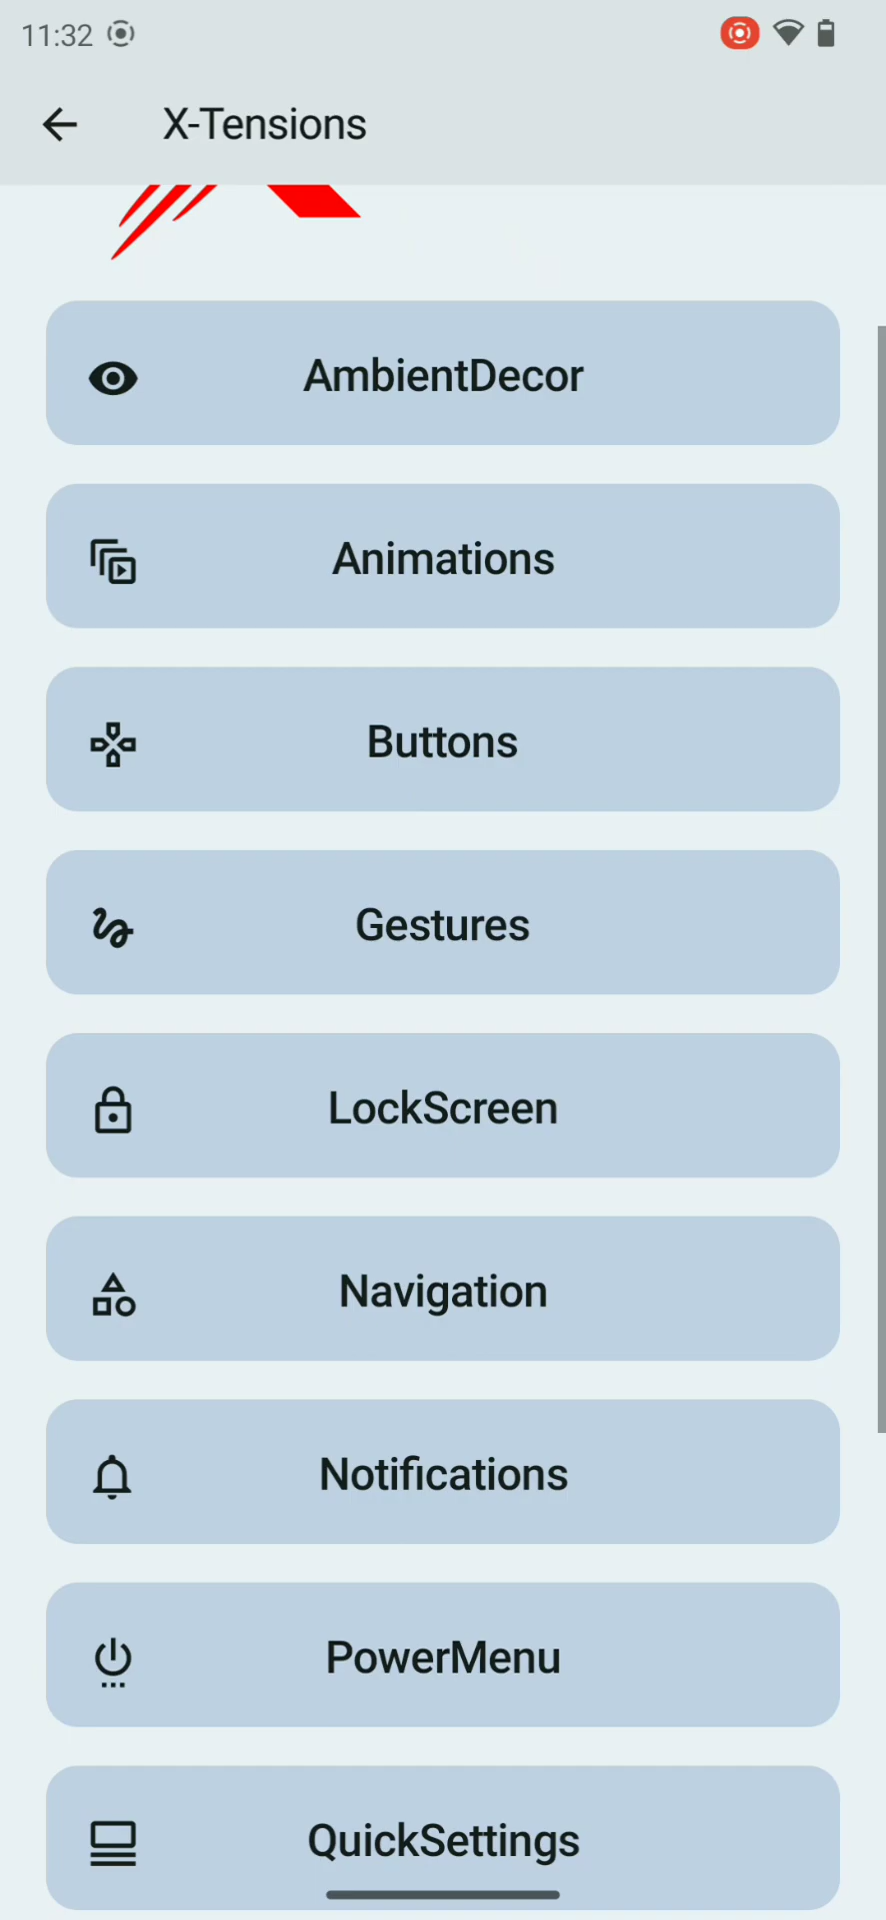 11:32
X-Tensions
AmbientDecor
Animations
Buttons
Gestures
LockScreen
Navigation
Notifications
PowerMenu
QuickSettings